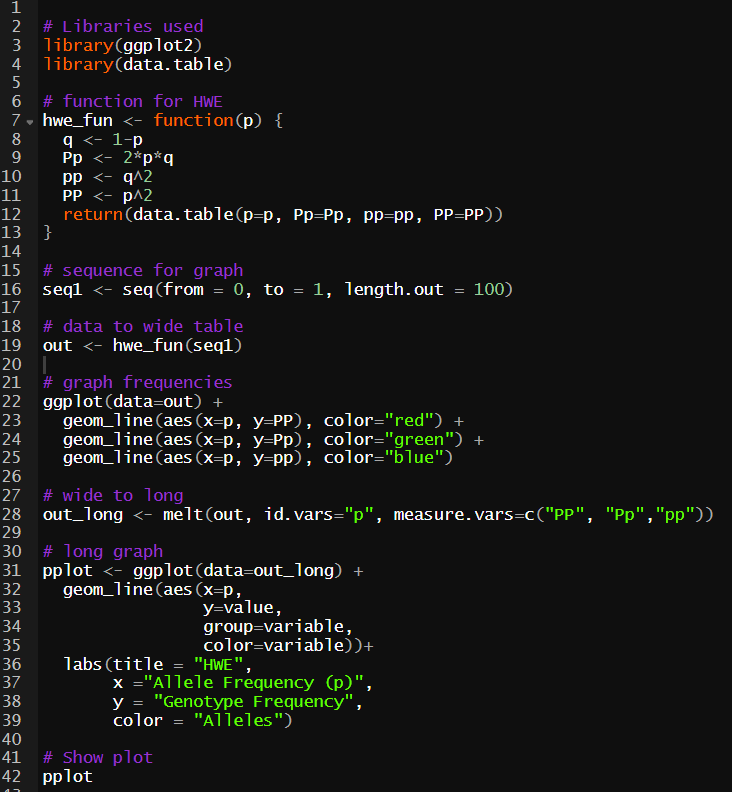 1
2 # Libraries used
3 library(ggplot2)
4 library(data.table)
5
6 # function for HWE
7 hwe_fun <- function(p) {
8   q <- 1-p
9   Pp <- 2*p*q
10   pp <- q^2
11   PP <- p^2
12   return(data.table(p=p, Pp=Pp, pp=pp, PP=PP))
13 }
14
15 # sequence for graph
16 seq1 <- seq(from = 0, to = 1, length.out = 100)
17
18 # data to wide table
19 out <- hwe_fun(seq1)
20
21 # graph frequencies
22 ggplot(data=out) +
23   geom_line(aes(x=p, y=PP), color="red") +
24   geom_line(aes(x=p, y=Pp), color="green") +
25   geom_line(aes(x=p, y=pp), color="blue")
26
27 # wide to long
28 out_long <- melt(out, id.vars="p", measure.vars=c("PP", "Pp","pp"))
29
30 # long graph
31 pplot <- ggplot(data=out_long) +
32   geom_line(aes(x=p,
33                 y=value,
34                 group=variable,
35                 color=variable))+
36   labs(title = "HWE",
37        x ="Allele Frequency (p)",
38        y = "Genotype Frequency",
39        color = "Alleles")
40
41 # Show plot
42 pplot